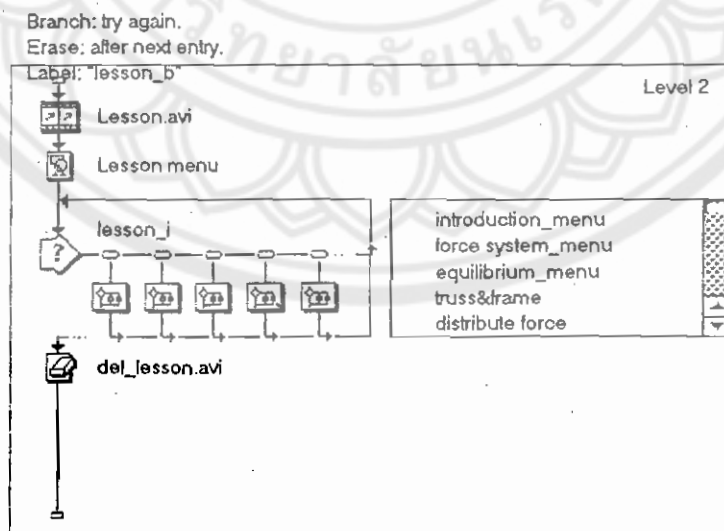 Branch: try again.
Erase: after next entry.
Label: "lesson_b"
Level 2
Lesson.avi
Lesson menu
lesson_i
?
introduction_menu
force system_menu
equilibrium_menu
truss&frame
distribute force
del_lesson.avi